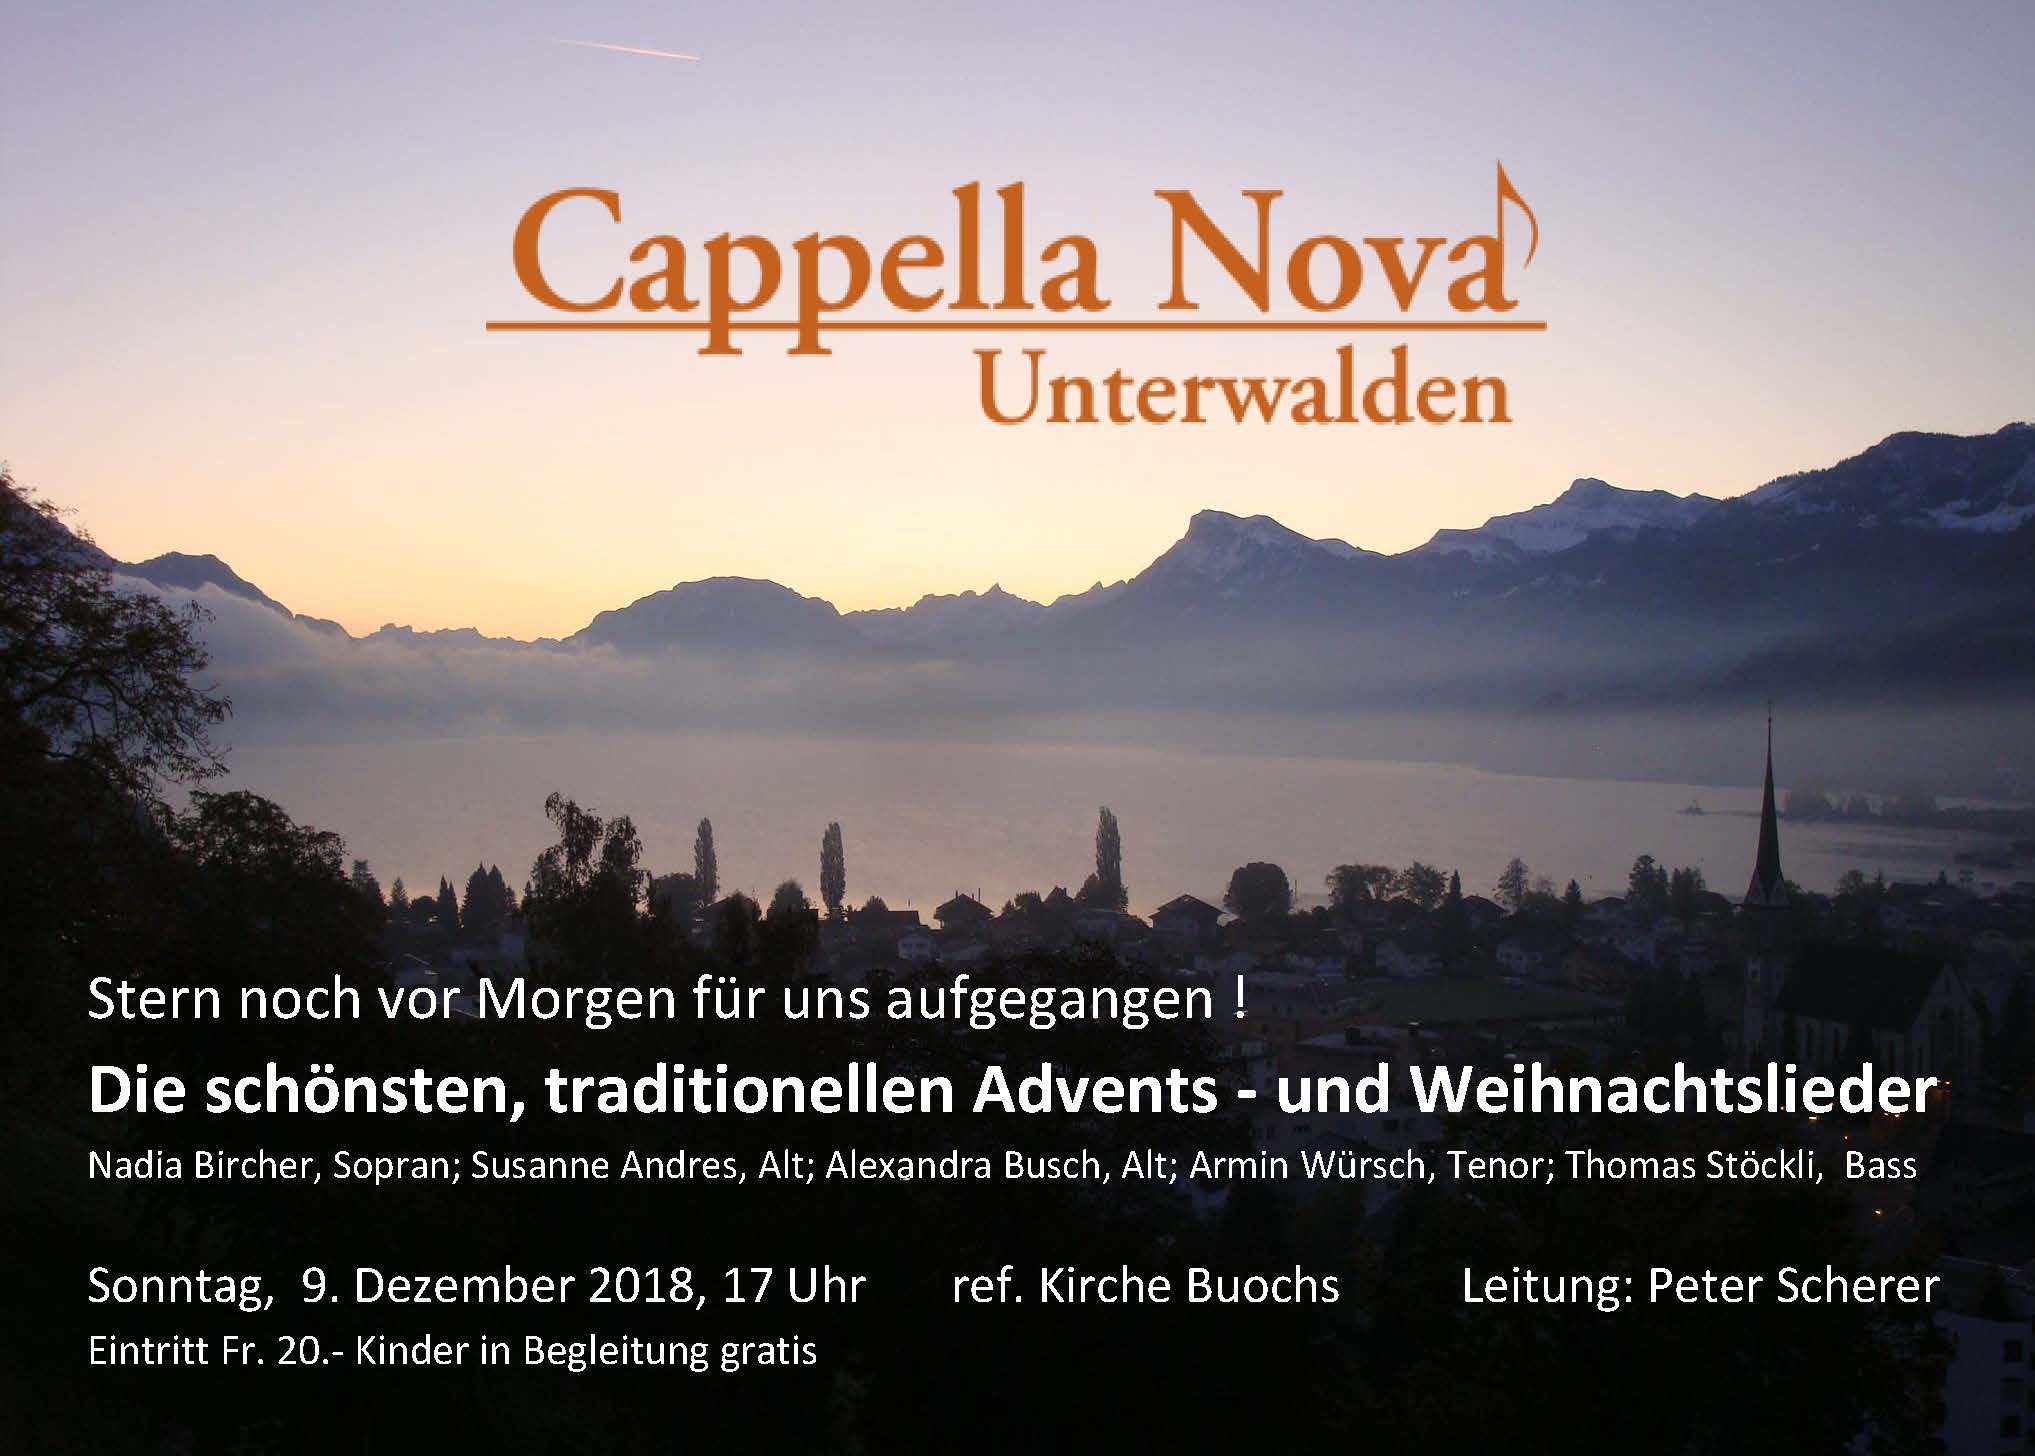 Cappella Nova
Unterwalden
Stern noch vor Morgen für uns aufgegangen !
Die schönsten, traditionellen Advents - und Weihnachtslieder
Nadia Bircher, Sopran; Susanne Andres, Alt; Alexandra Busch, Alt; Armin Würsch, Tenor; Thomas Stöckli, Bass
Sonntag, 9. Dezember 2018, 17 Uhr ref. Kirche Buochs Leitung: Peter Scherer
Eintritt Fr. 20.- Kinder in Begleitung gratis